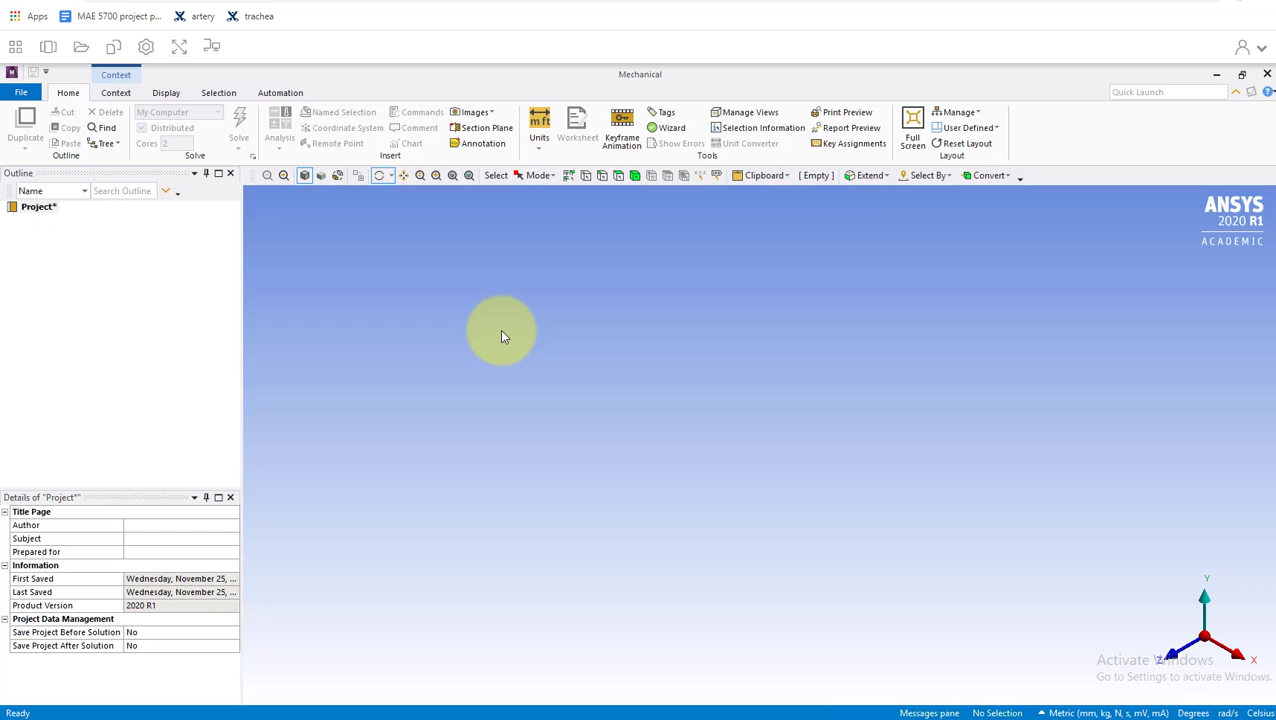 Apps MAE 5700 project p... artery trachea
Context Mechanical
File Home Context Display Selection Automation Quick Launch
Duplicate Cut Delete My Computer Solve Analysis Named Selection Commands Images Units Worksheet Keyframe Animation Tags Manage Views Print Preview Full Screen Manage
Copy Find Distributed Coordinate System Comment Section Plane Wizard Selection Information Report Preview User Defined
Paste Tree Cores 2 Remote Point Chart Annotation Show Errors Unit Converter Key Assignments Reset Layout
Outline Solve Insert Tools Layout
Outline Select Mode Clipboard [ Empty ] Extend Select By Convert
Name Search Outline
Project*
ANSYS
2020 R1
ACADEMIC
Details of "Project*"
Title Page
Author
Subject
Prepared for
Information
First Saved Wednesday, November 25, ...
Last Saved Wednesday, November 25, ...
Product Version 2020 R1
Project Data Management
Save Project Before Solution No
Save Project After Solution No
Y
Z X
Activate Windows
Go to Settings to activate Windows.
Ready Messages pane No Selection Metric (mm, kg, N, s, mV, mA) Degrees rad/s Celsius